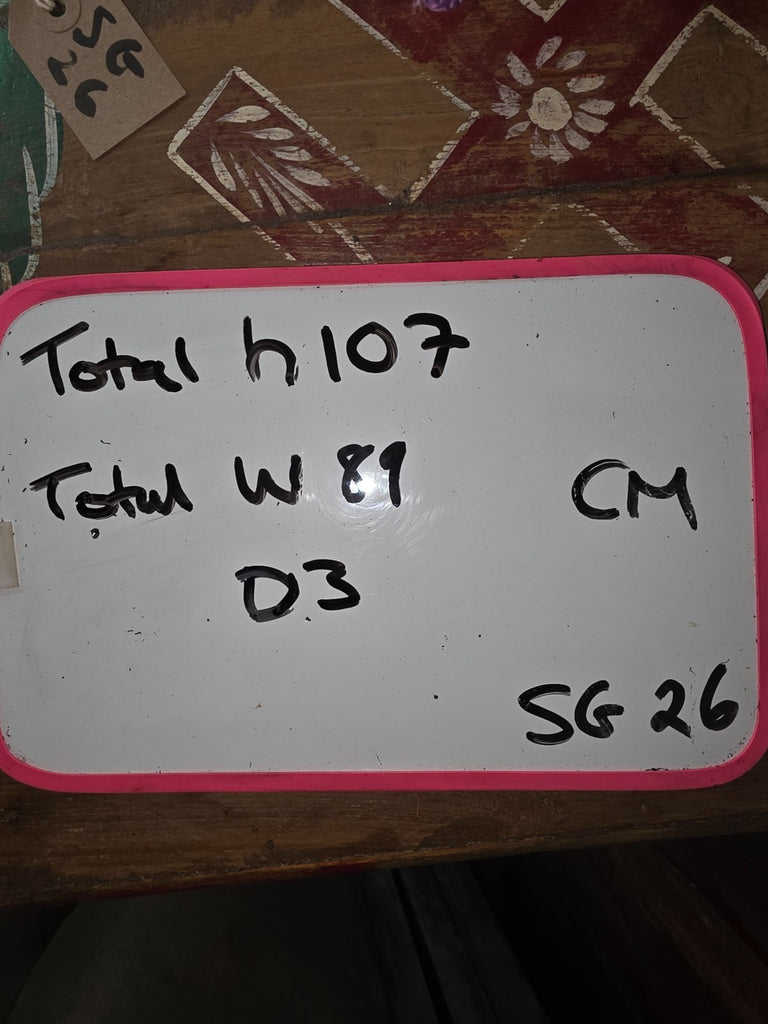 SG
26
Total h 107
Total W 89 CM
D3
SG 26